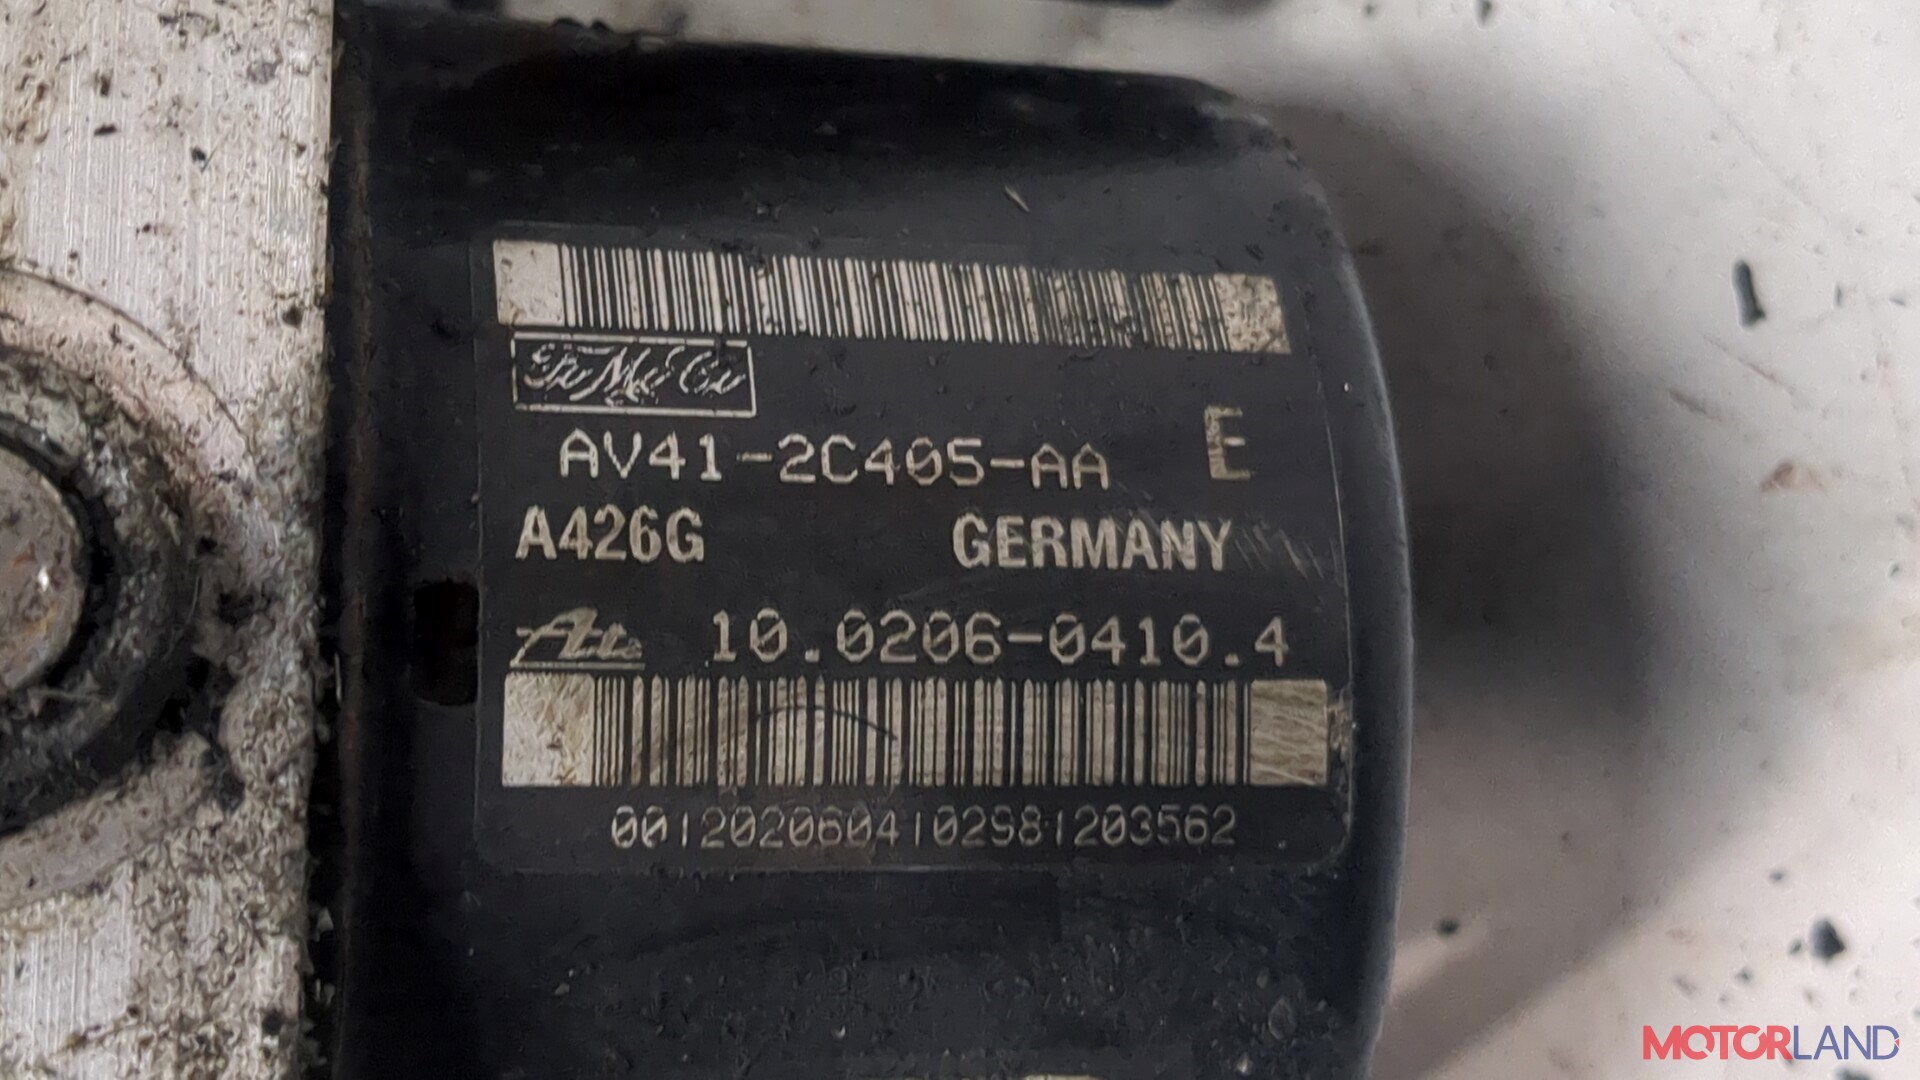 FoMoCo
AV41-2C405-AA E
A426G GERMANY
Ate 10.0206-0410.4
0012020604102981203562
MOTORLAND